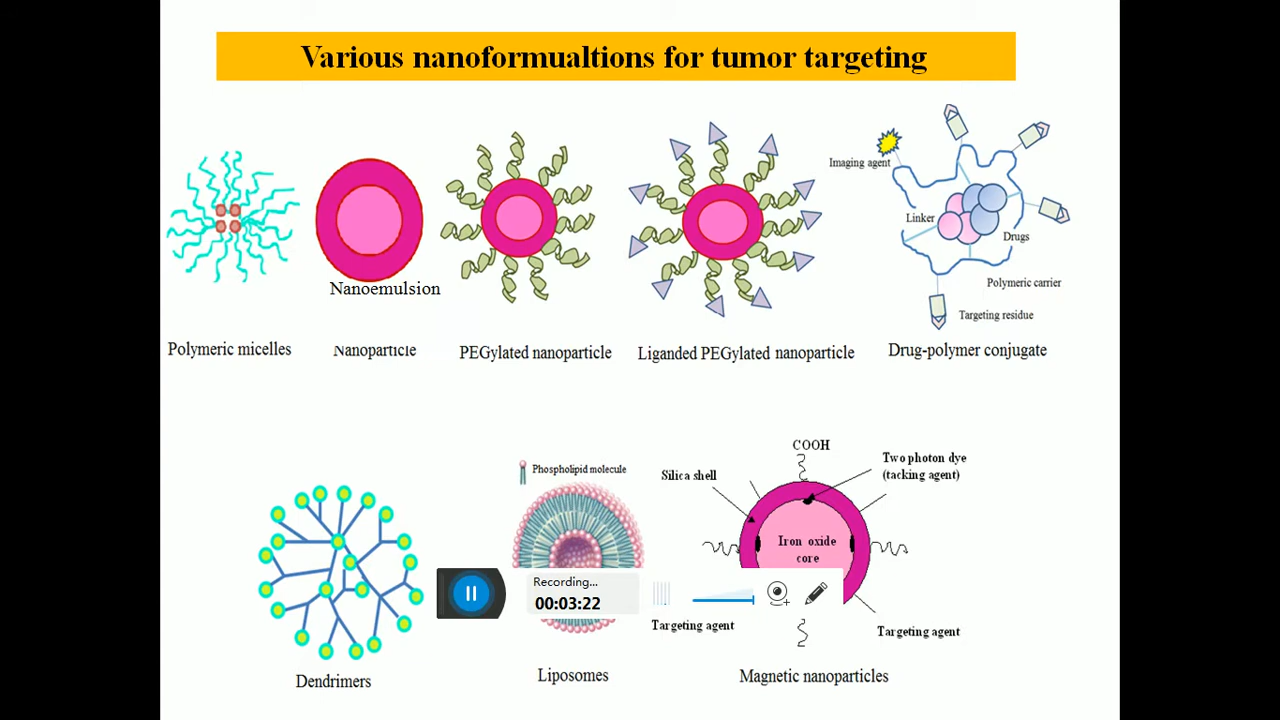 Various nanoformualtions for tumor targeting
Imaging agent
Linker
Drugs
Polymeric carrier
Targeting residue
Nanoemulsion
Polymeric micelles
Nanoparticle
PEGylated nanoparticle
Liganded PEGylated nanoparticle
Drug-polymer conjugate
Phospholipid molecule
COOH
Silica shell
Two photon dye
(tacking agent)
Iron oxide
core
Recording...
00:03:22
Targeting agent
Targeting agent
Dendrimers
Liposomes
Magnetic nanoparticles